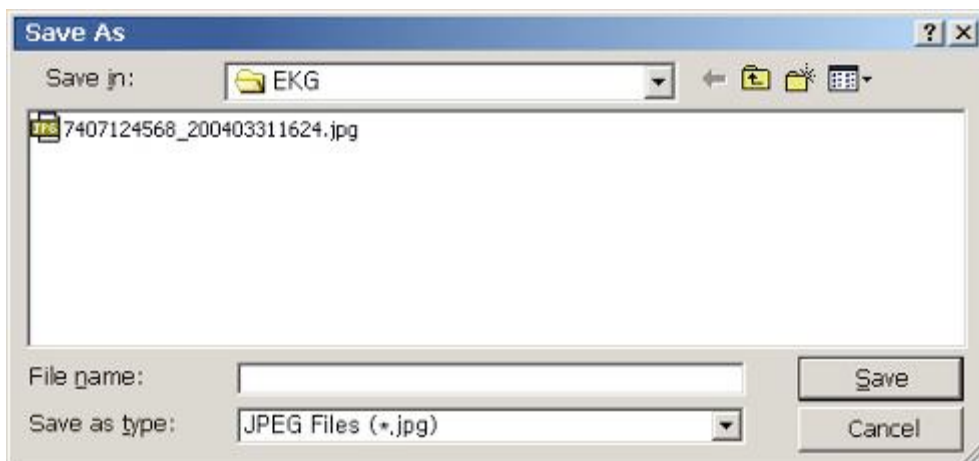 Save As
Save in: EKG
7407124568_200403311624.jpg
File name: Save
Save as type: JPEG Files (*.jpg) Cancel